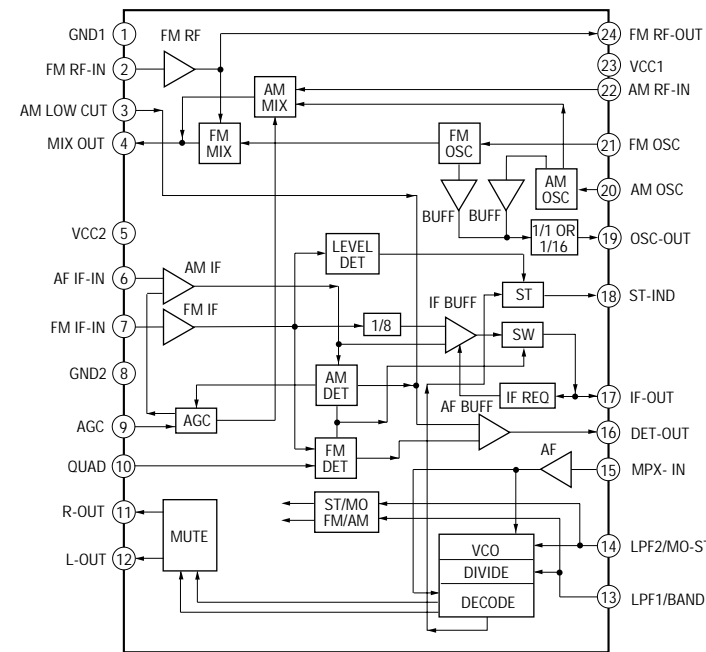 GND1 1 FM RF 24 FM RF-OUT
FM RF-IN 2 23 VCC1
AM LOW CUT 3 AM MIX 22 AM RF-IN
MIX OUT 4 FM MIX FM OSC 21 FM OSC
AM OSC 20 AM OSC
BUFF BUFF
VCC2 5 1/1 OR 1/16 19 OSC-OUT
LEVEL DET
AF IF-IN 6 AM IF ST 18 ST-IND
FM IF-IN 7 FM IF 1/8 IF BUFF SW
GND2 8 AM DET IF REQ 17 IF-OUT
AGC 9 AGC AF BUFF 16 DET-OUT
QUAD 10 FM DET AF 15 MPX- IN
R-OUT 11 MUTE ST/MO FM/AM
L-OUT 12 VCO 14 LPF2/MO-S
DIVIDE
DECODE 13 LPF1/BAND